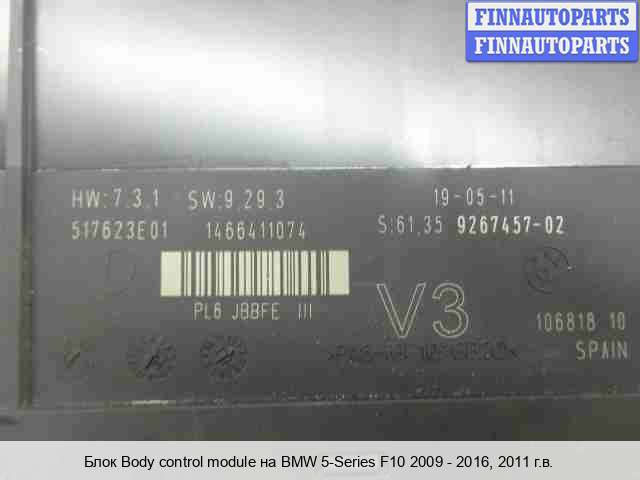 FINNAUTOPARTS
FINNAUTOPARTS
HW:7.3.1 SW:9.29.3 19-05-11
517623E01 1466411074 S:61.35 9267457-02
PL6 JBBFE III
V3
106818 10
SPAIN
Блок Body control module на BMW 5-Series F10 2009 - 2016, 2011 г.в.